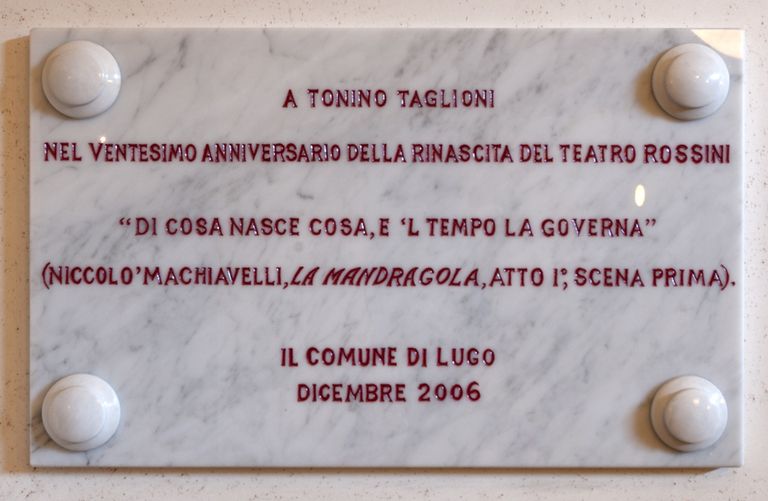 A TONINO TAGLIONI
NEL VENTESIMO ANNIVERSARIO DELLA RINASCITA DEL TEATRO ROSSINI
“DI COSA NASCE COSA, E ‘L TEMPO LA GOVERNA”
(NICCOLO’ MACHIAVELLI, LA MANDRAGOLA, ATTO I°, SCENA PRIMA).
IL COMUNE DI LUGO
DICEMBRE 2006